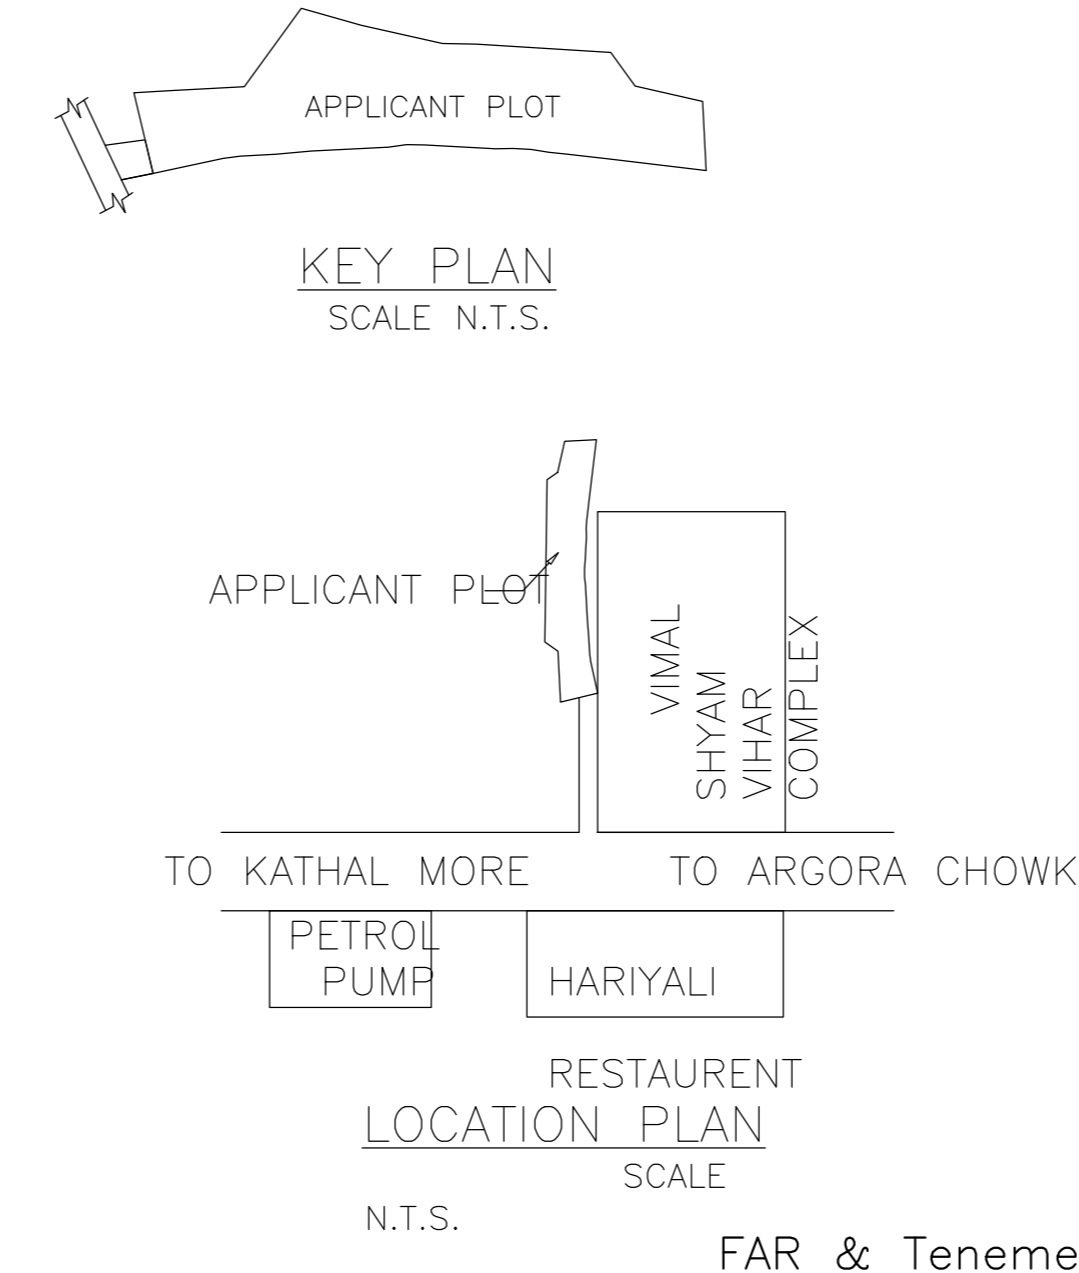 APPLICANT PLOT
KEY PLAN
SCALE N.T.S.
APPLICANT PLOT
VIMAL
SHYAM
VIHAR
COMPLEX
TO KATHAL MORE
TO ARGORA CHOWK
PETROL
PUMP
HARIYALI
RESTAURENT
LOCATION PLAN
SCALE
N.T.S.
FAR & Teneme